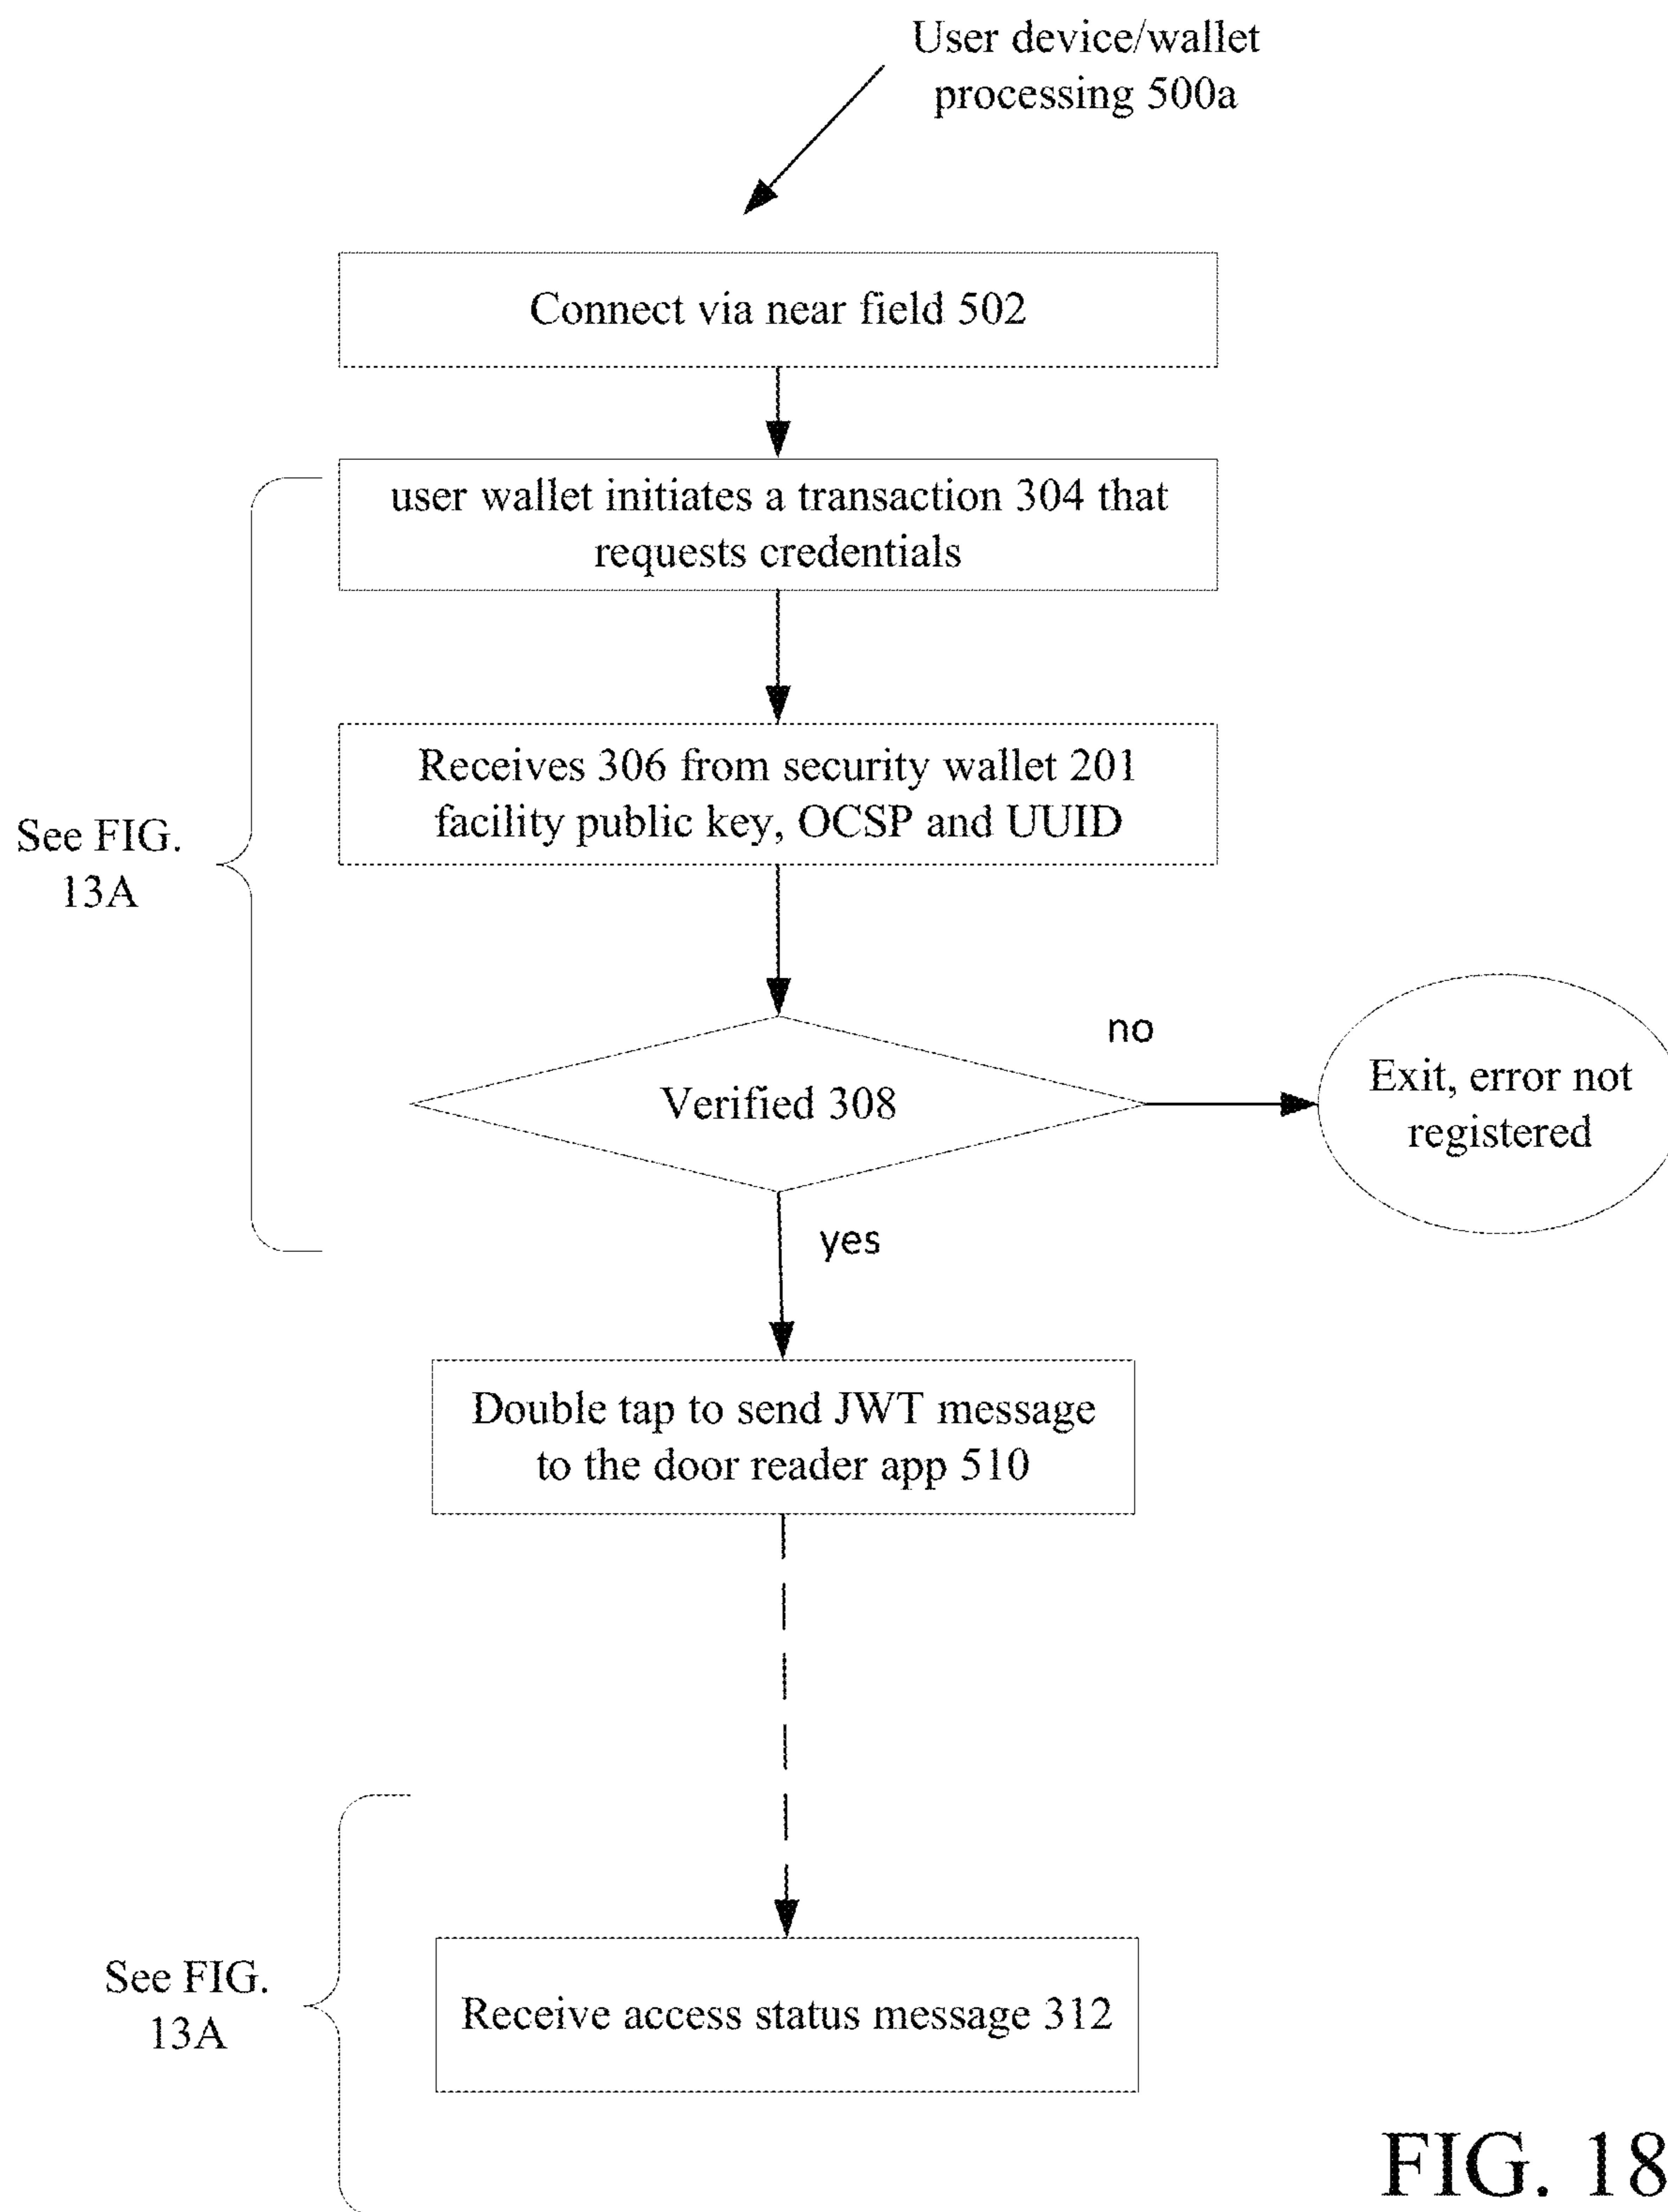 User device/wallet
processing 500a
Connect via near field 502
user wallet initiates a transaction 304 that
requests credentials
Receives 306 from security wallet 201
facility public key, OCSP and UUID
See FIG.
13A
no
Verified 308
Exit, error not
registered
yes
Double tap to send JWT message
to the door reader app 510
See FIG.
13A
Receive access status message 312
FIG. 18